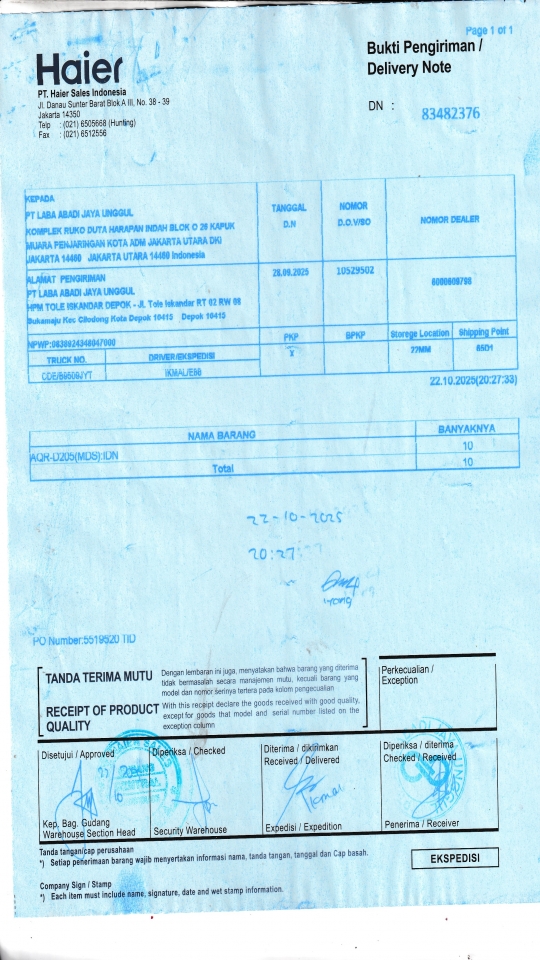 Page 1 of 1
Haier
Bukti Pengiriman /
Delivery Note
PT. Haier Sales Indonesia
Jl. Danau Sunter Barat Blok A III, No. 38 - 39
Jakarta 14350
Telp : (021) 6505668 (Hunting)
Fax : (021) 6512556
DN : 83482376
KEPADA
PT LABA ABADI JAYA UNGGUL
KOMPLEK RUKO DUTA HARAPAN INDAH BLOK O 26 KAPUK
MUARA PENJARINGAN KOTA ADM JAKARTA UTARA DKI
JAKARTA 14460 JAKARTA UTARA 14460 Indonesia
TANGGAL
D.N
NOMOR
D.O.V/SO
NOMOR DEALER
ALAMAT PENGIRIMAN
PT LABA ABADI JAYA UNGGUL
HPM TOLE ISKANDAR DEPOK - Jl. Tole Iskandar RT 02 RW
Sukamaju Kec Cilodong Kota Depok 16415 Depok 16415
28.09.2025
10529502
NPWP:
PKP
BPKP
Storege Location
Shipping Point
TRUCK NO.
DRIVER/EKSPEDISI
X
22MM
IKMAL/
22.10.2025(20:27:33)
NAMA BARANG
BANYAKNYA
AQR-D205(MDS):IDN
10
Total
10
22-10-2025
20:27
PO Number:5519520 TID
TANDA TERIMA MUTU
Dengan lembaran ini juga, menyatakan bahwa barang yang diterima
tidak bermasalah secara manajemen mutu, kecuali barang yang
model dan nomor serinya tertera pada kolom pengecualian
RECEIPT OF PRODUCT
QUALITY
With this receipt declare the goods received with good quality,
except for goods that model and serial number listed on the
exception column
Perkecualian /
Exception
Disetujui / Approved
Diperiksa / Checked
Diterima / dikirimkan
Received / Delivered
Diperiksa / diterima
Checked / Received
Ikmal
Kep. Bag. Gudang
Warehouse Section Head
Security Warehouse
Expedisi / Expedition
Penerima / Receiver
Tanda tangan/cap perusahaan
*) Setiap penerimaan barang wajib menyertakan informasi nama, tanda tangan, tanggal dan Cap basah.
EKSPEDISI
Company Sign / Stamp
*) Each item must include name, signature, date and wet stamp information.